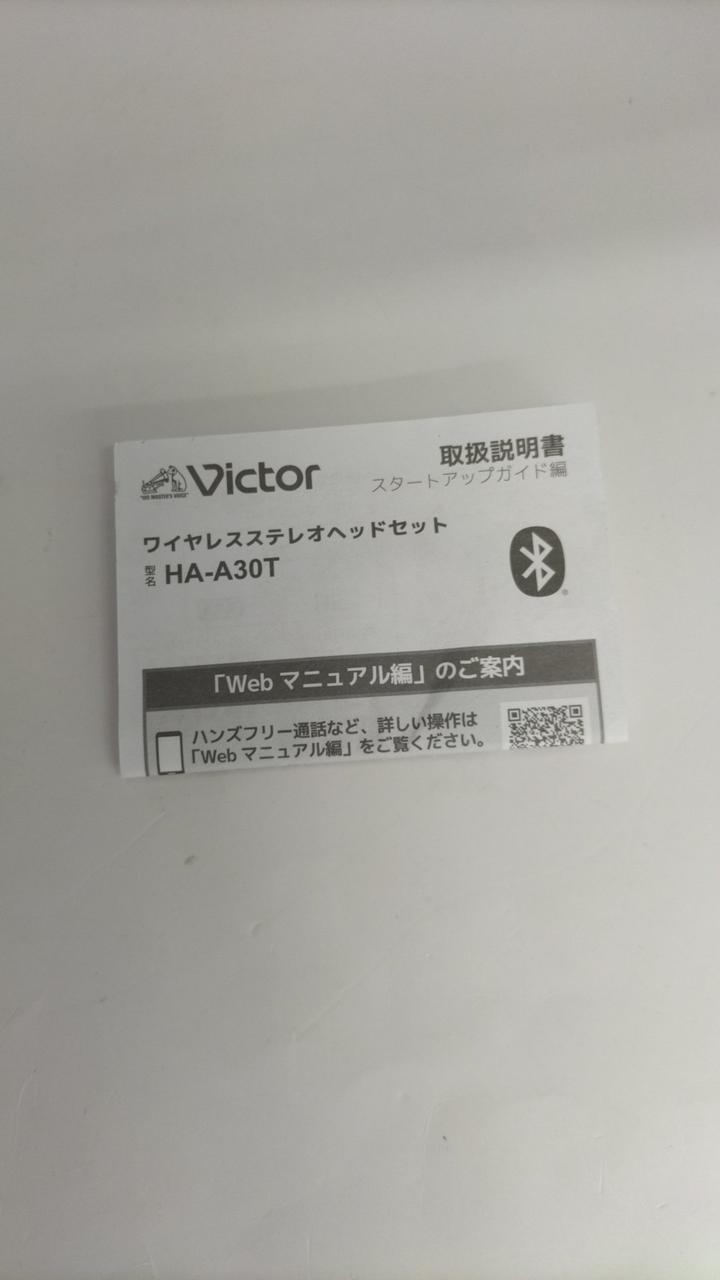 "HIS MASTER'S VOICE"
Victor
取扱説明書
スタートアップガイド編
ワイヤレスステレオヘッドセット
型名 HA-A30T
「Web マニュアル編」のご案内
ハンズフリー通話など、詳しい操作は
「Web マニュアル編」をご覧ください。